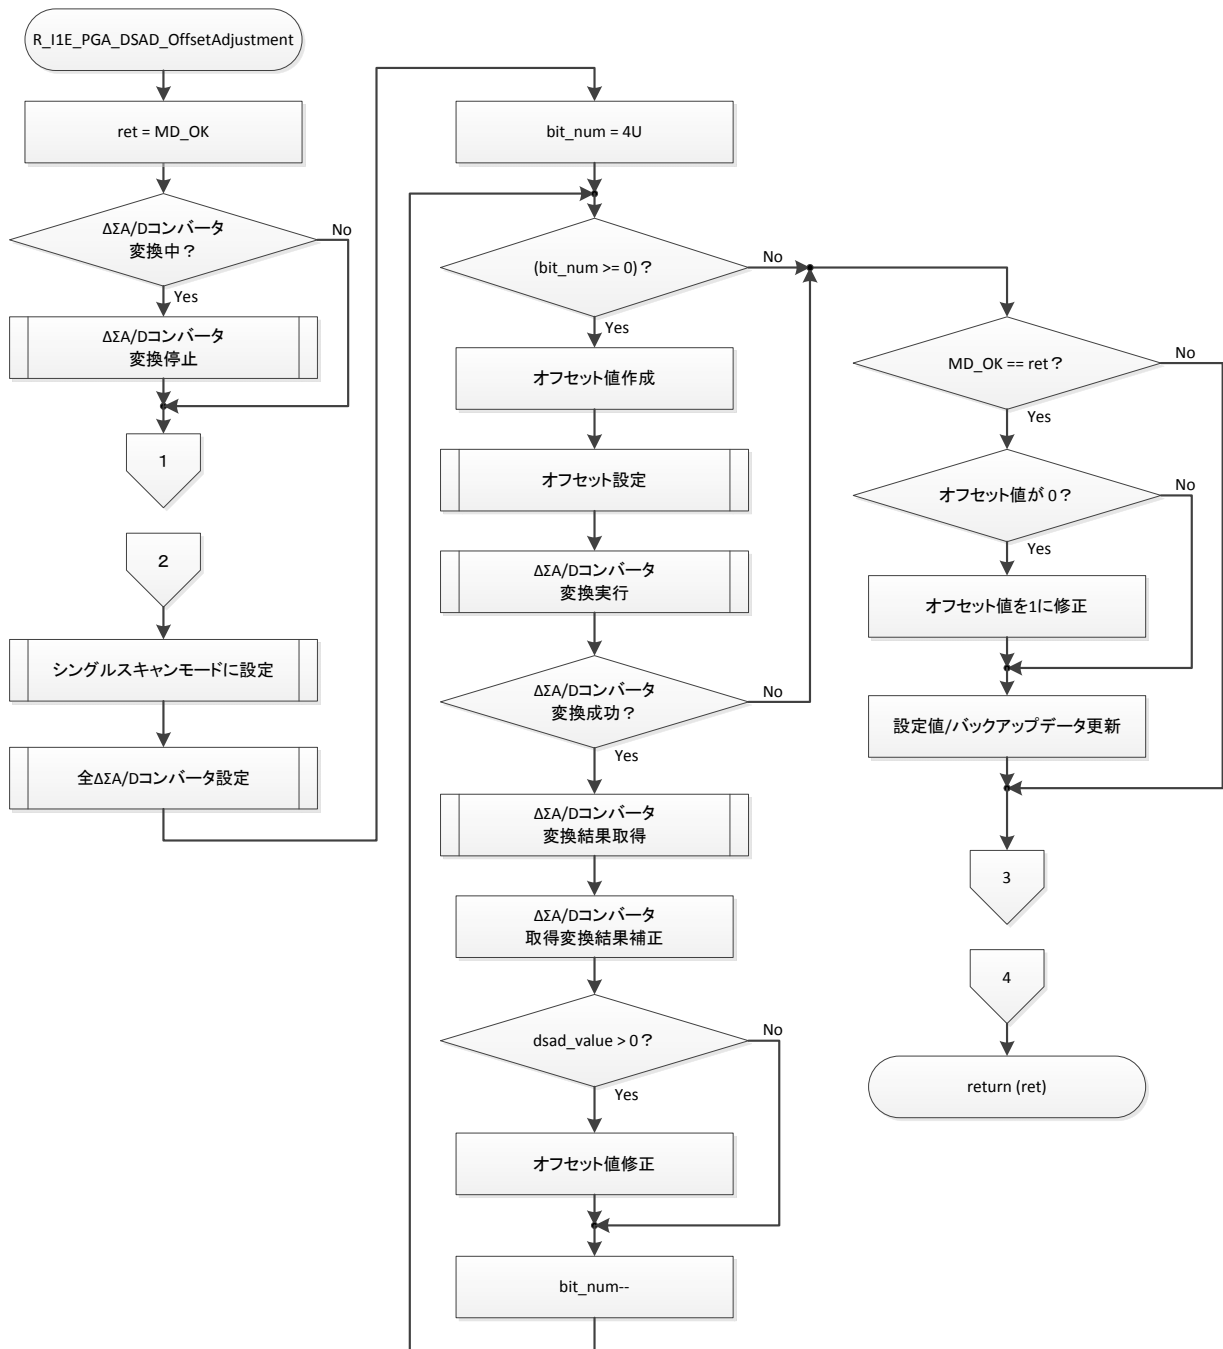 R_I1E_PGA_DSAD_OffsetAdjustment
ret = MD_OK
ΔΣA/Dコンバータ
変換中？
No
Yes
ΔΣA/Dコンバータ
変換停止
1
2
シングルスキャンモードに設定
全ΔΣA/Dコンバータ設定
bit_num = 4U
(bit_num >= 0)？
No
Yes
オフセット値作成
オフセット設定
ΔΣA/Dコンバータ
変換実行
ΔΣA/Dコンバータ
変換成功？
No
Yes
ΔΣA/Dコンバータ
変換結果取得
ΔΣA/Dコンバータ
取得変換結果補正
dsad_value > 0？
No
Yes
オフセット値修正
bit_num--
MD_OK == ret？
No
Yes
オフセット値が 0？
No
Yes
オフセット値を1に修正
設定値/バックアップデータ更新
3
4
return (ret)